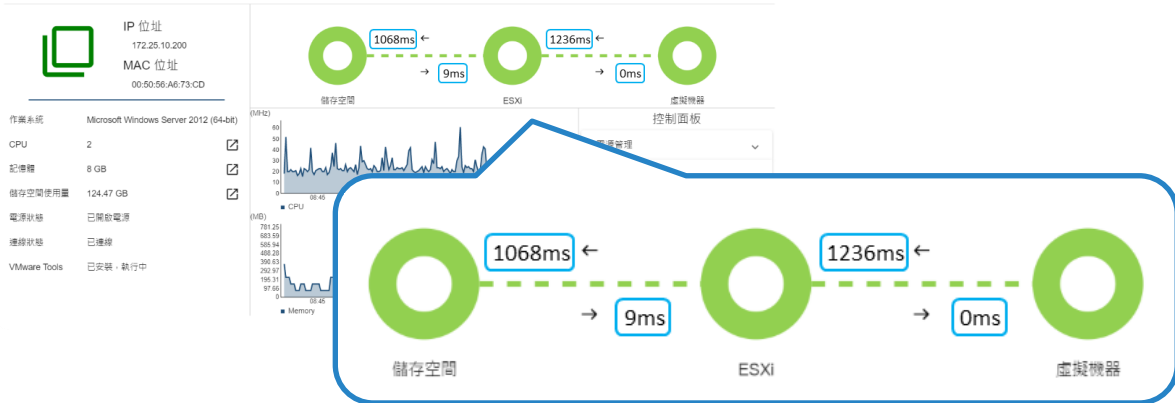 IP 位址
172.25.10.200
MAC 位址
00:50:56:A6:73:CD
作業系統 Microsoft Windows Server 2012 (64-bit)
CPU 2
記憶體 8 GB
儲存空間使用量 124.47 GB
電源狀態 已開啟電源
連線狀態 已連線
VMware Tools 已安裝，執行中
1068ms ← 1236ms ←
→ 9ms → 0ms
儲存空間 ESXi 虛擬機器
(MHz)
60
50
40
30
20
10
0
08:45
■ CPU
(MB)
781.25
683.59
585.94
488.28
390.63
292.97
195.31
97.66
0
08:45
■ Memory
控制面板
管理
1068ms ← 1236ms ←
→ 9ms → 0ms
儲存空間 ESXi 虛擬機器